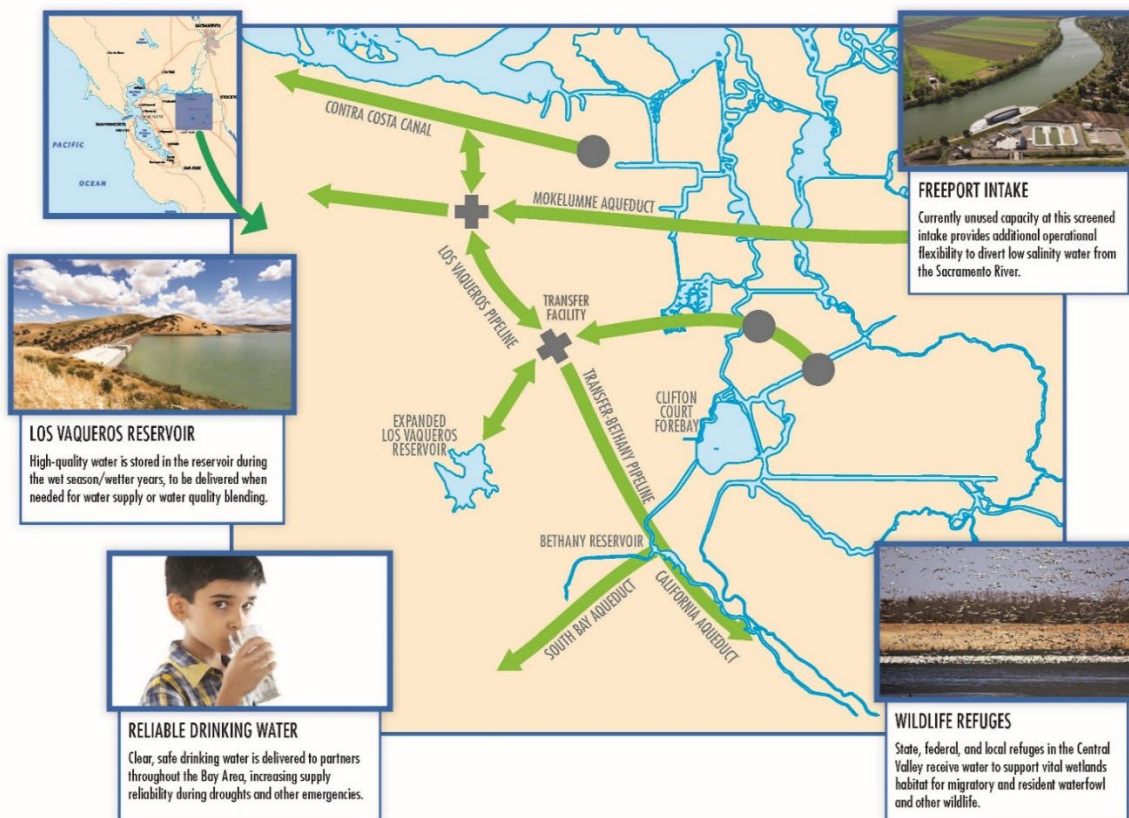 SACRAMENTO
SAN FRANCISCO
PACIFIC
OCEAN
CONTRA COSTA CANAL
MOKELUMNE AQUEDUCT
LOS VAQUEROS PIPELINE
TRANSFER
FACILITY
EXPANDED
LOS VAQUEROS
RESERVOIR
TRANSFER-BETHANY PIPELINE
CLIFTON
COURT
FOREBAY
BETHANY RESERVOIR
SOUTH BAY AQUEDUCT
CALIFORNIA AQUEDUCT
FREEPORT INTAKE
Currently unused capacity at this screened
intake provides additional operational
flexibility to divert low salinity water from
the Sacramento River.
LOS VAQUEROS RESERVOIR
High-quality water is stored in the reservoir during
the wet season/wetter years, to be delivered when
needed for water supply or water quality blending.
RELIABLE DRINKING WATER
Clear, safe drinking water is delivered to partners
throughout the Bay Area, increasing supply
reliability during droughts and other emergencies.
WILDLIFE REFUGES
State, federal, and local refuges in the Central
Valley receive water to support vital wetlands
habitat for migratory and resident waterfowl
and other wildlife.